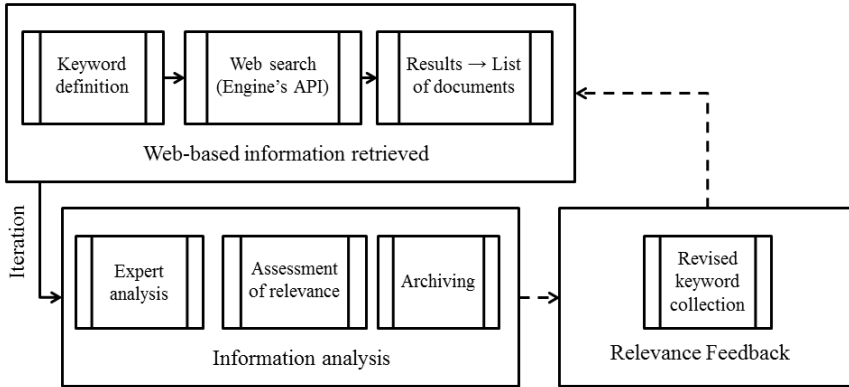 Keyword
definition
Web search
(Engine's API)
Results → List
of documents
Web-based information retrieved
Iteration
Expert
analysis
Assessment
of relevance
Archiving
Information analysis
Revised
keyword
collection
Relevance Feedback